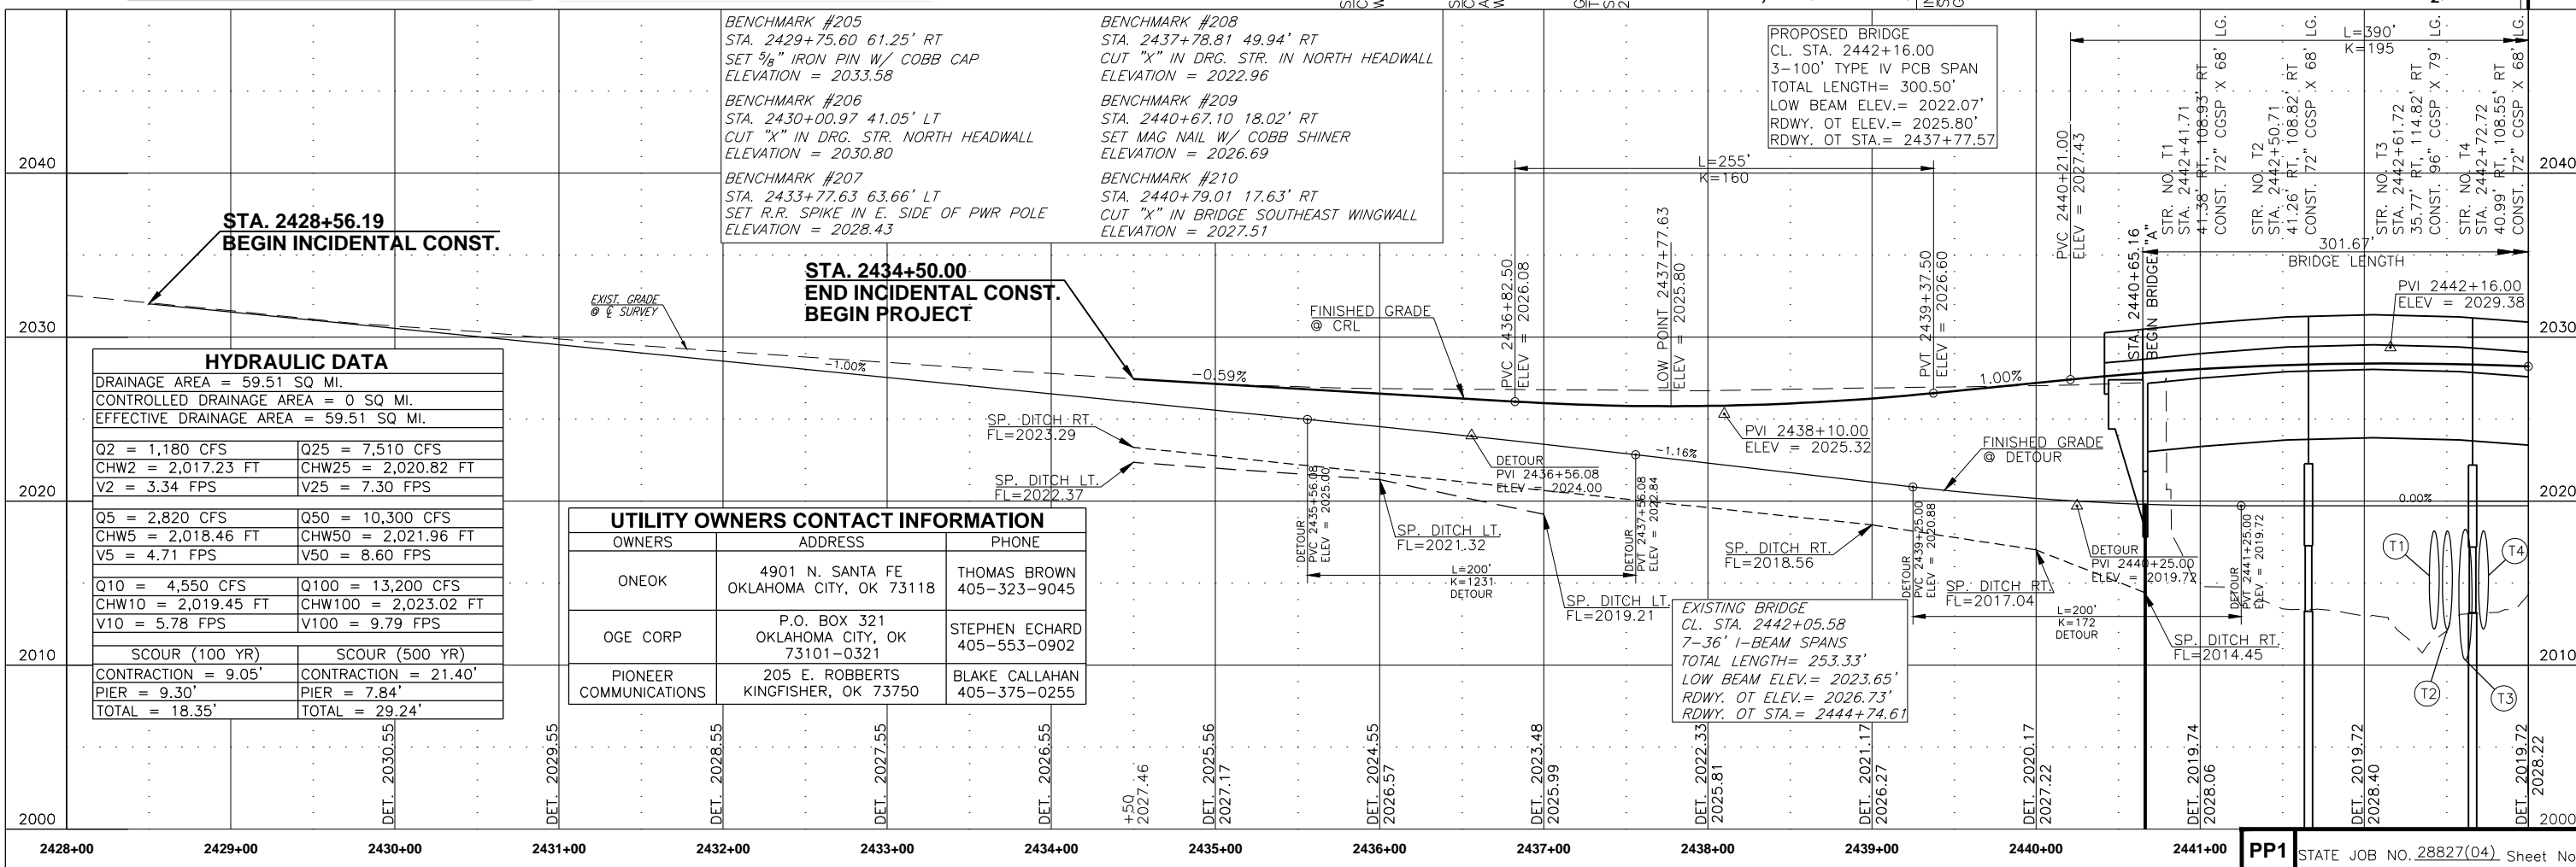 BENCHMARK #205
STA. 2429+75.60 61.25' RT
SET 5/8" IRON PIN W/ COBB CAP
ELEVATION = 2033.58
BENCHMARK #206
STA. 2430+00.97 41.05' LT
CUT "X" IN DRG. STR. NORTH HEADWALL
ELEVATION = 2030.80
BENCHMARK #207
STA. 2433+77.63 63.66' LT
SET R.R. SPIKE IN E. SIDE OF PWR POLE
ELEVATION = 2028.43
BENCHMARK #208
STA. 2437+78.81 49.94' RT
CUT "X" IN DRG. STR. IN NORTH HEADWALL
ELEVATION = 2022.96
BENCHMARK #209
STA. 2440+67.10 18.02' RT
SET MAG NAIL W/ COBB SHINER
ELEVATION = 2026.69
BENCHMARK #210
STA. 2440+79.01 17.63' RT
CUT "X" IN BRIDGE SOUTHEAST WINGWALL
ELEVATION = 2027.51
PROPOSED BRIDGE
CL. STA. 2442+16.00
3-100' TYPE IV PCB SPAN
TOTAL LENGTH= 300.50'
LOW BEAM ELEV.= 2022.07'
RDWY. OT ELEV.= 2025.80'
RDWY. OT STA.= 2437+77.57
L=390'
K=195
STR. NO. T1
STA. 2442+41.71
41.38' RT, 108.93' RT
CONST. 72" CGSP X 68' LG.
STR. NO. T2
STA. 2442+50.71
41.26' RT, 108.82' RT
CONST. 72" CGSP X 68' LG.
STR. NO. T3
STA. 2442+61.72
35.77' RT, 114.82' RT
CONST. 96" CGSP X 79' LG.
STR. NO. T4
STA. 2442+72.72
40.99' RT, 108.55' RT
CONST. 72" CGSP X 68' LG.
2040
2040
L=255'
K=160
PVC 2440+21.00
ELEV = 2027.43
STA. 2428+56.19
BEGIN INCIDENTAL CONST.
STA. 2434+50.00
END INCIDENTAL CONST.
BEGIN PROJECT
EXIST. GRADE
@ ℄ SURVEY
FINISHED GRADE
@ CRL
PVC 2436+82.50
ELEV = 2026.08
LOW POINT 2437+77.63
ELEV = 2025.80
PVT 2439+37.50
ELEV = 2026.60
STA. 2440+65.16
BEGIN BRIDGE "A"
301.67'
BRIDGE LENGTH
PVI 2442+16.00
ELEV = 2029.38
2030
2030
-1.00%
-0.59%
1.00%
PVI 2438+10.00
ELEV = 2025.32
HYDRAULIC DATA
DRAINAGE AREA = 59.51 SQ MI.
CONTROLLED DRAINAGE AREA = 0 SQ MI.
EFFECTIVE DRAINAGE AREA = 59.51 SQ MI.
Q2 = 1,180 CFS Q25 = 7,510 CFS
CHW2 = 2,017.23 FT CHW25 = 2,020.82 FT
V2 = 3.34 FPS V25 = 7.30 FPS
Q5 = 2,820 CFS Q50 = 10,300 CFS
CHW5 = 2,018.46 FT CHW50 = 2,021.96 FT
V5 = 4.71 FPS V50 = 8.60 FPS
Q10 = 4,550 CFS Q100 = 13,200 CFS
CHW10 = 2,019.45 FT CHW100 = 2,023.02 FT
V10 = 5.78 FPS V100 = 9.79 FPS
SCOUR (100 YR) SCOUR (500 YR)
CONTRACTION = 9.05' CONTRACTION = 21.40'
PIER = 9.30' PIER = 7.84'
TOTAL = 18.35' TOTAL = 29.24'
SP. DITCH RT.
FL=2023.29
SP. DITCH LT.
FL=2022.37
-1.16%
FINISHED GRADE
@ DETOUR
DETOUR
PVI 2436+56.08
ELEV = 2024.00
2020
2020
0.00%
UTILITY OWNERS CONTACT INFORMATION
OWNERS ADDRESS PHONE
ONEOK 4901 N. SANTA FE THOMAS BROWN
OKLAHOMA CITY, OK 73118 405-323-9045
OGE CORP P.O. BOX 321 STEPHEN ECHARD
OKLAHOMA CITY, OK 405-553-0902
73101-0321
PIONEER 205 E. ROBBERTS BLAKE CALLAHAN
COMMUNICATIONS KINGFISHER, OK 73750 405-375-0255
DETOUR
PVC 2435+56.08
ELEV = 2025.00
SP. DITCH LT.
FL=2021.32
DETOUR
PVT 2437+56.08
ELEV = 2022.84
L=200'
K=1231
DETOUR
SP. DITCH LT.
FL=2019.21
SP. DITCH RT.
FL=2018.56
DETOUR
PVC 2439+25.00
ELEV = 2020.88
SP. DITCH RT.
FL=2017.04
DETOUR
PVI 2440+25.00
ELEV = 2019.72
L=200'
K=172
DETOUR
DETOUR
PVT 2441+25.00
ELEV = 2019.72
SP. DITCH RT.
FL=2014.45
T1
T4
T2
T3
EXISTING BRIDGE
CL. STA. 2442+05.58
7-36' I-BEAM SPANS
TOTAL LENGTH= 253.33'
LOW BEAM ELEV.= 2023.65'
RDWY. OT ELEV.= 2026.73'
RDWY. OT STA.= 2444+74.61
2010
2010
DET. 2030.55
DET. 2029.55
DET. 2028.55
DET. 2027.55
DET. 2026.55
+50
2027.46
DET. 2025.56
2027.17
DET. 2024.55
2026.57
DET. 2023.48
2025.99
DET. 2022.33
2025.81
DET. 2021.17
2026.27
DET. 2020.17
2027.22
DET. 2019.74
2028.06
DET. 2019.72
2028.40
DET. 2019.72
2028.22
2000
2000
2428+00 2429+00 2430+00 2431+00 2432+00 2433+00 2434+00 2435+00 2436+00 2437+00 2438+00 2439+00 2440+00 2441+00
PP1 STATE JOB NO. 28827(04) Sheet No